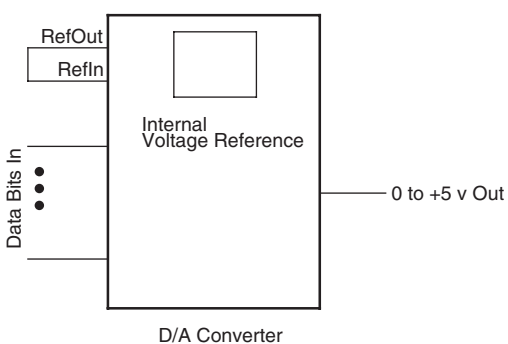 RefOut
RefIn
Internal
Voltage Reference
Data Bits In
0 to +5 v Out
D/A Converter